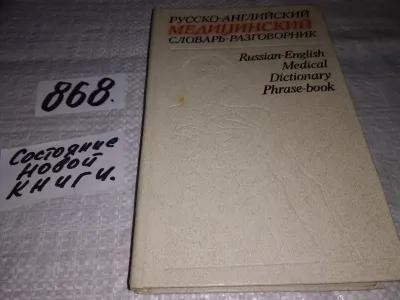 868.
Состояние
Новой
книги.
РУССКО-АНГЛИЙСКИЙ
МЕДИЦИНСКИЙ
СЛОВАРЬ-РАЗГОВОРНИК
Russian-English
Medical
Dictionary
Phrase-book